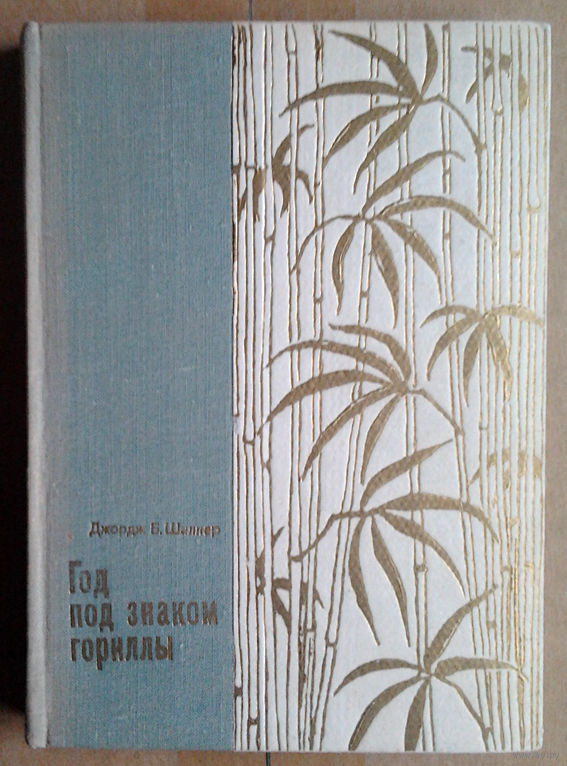 Джордж Б. Шаллер
Год
под знаком
гориллы